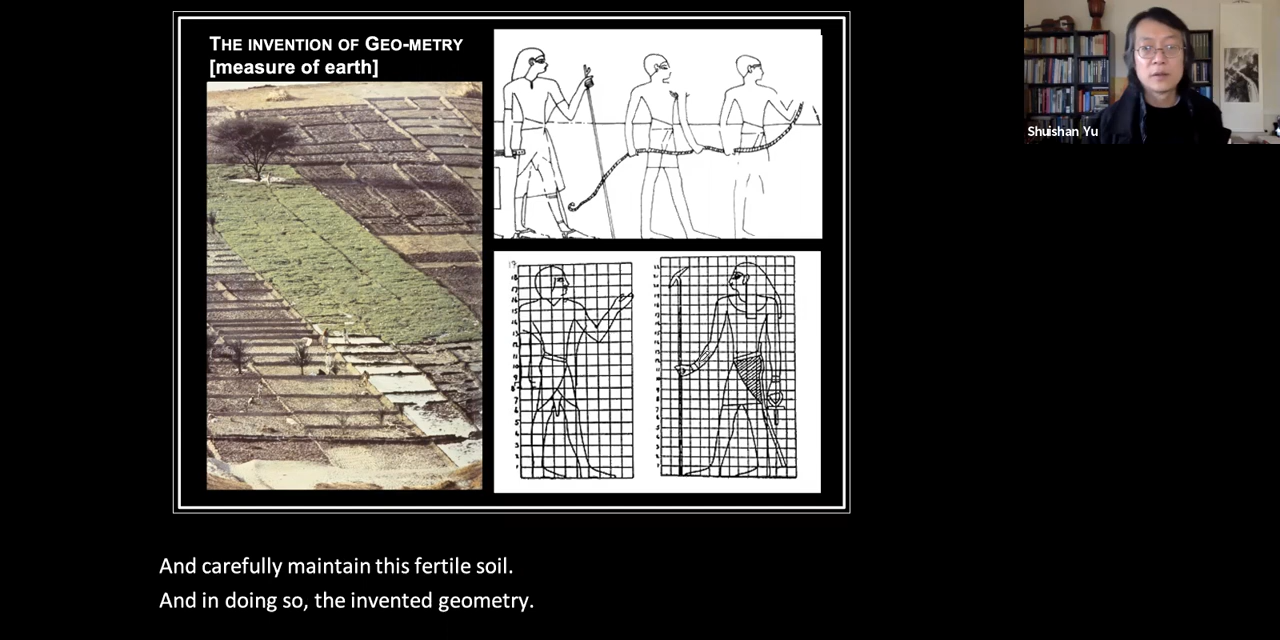 THE INVENTION OF GEO-METRY
[measure of earth]
Shuishan Yu
And carefully maintain this fertile soil.
And in doing so, the invented geometry.